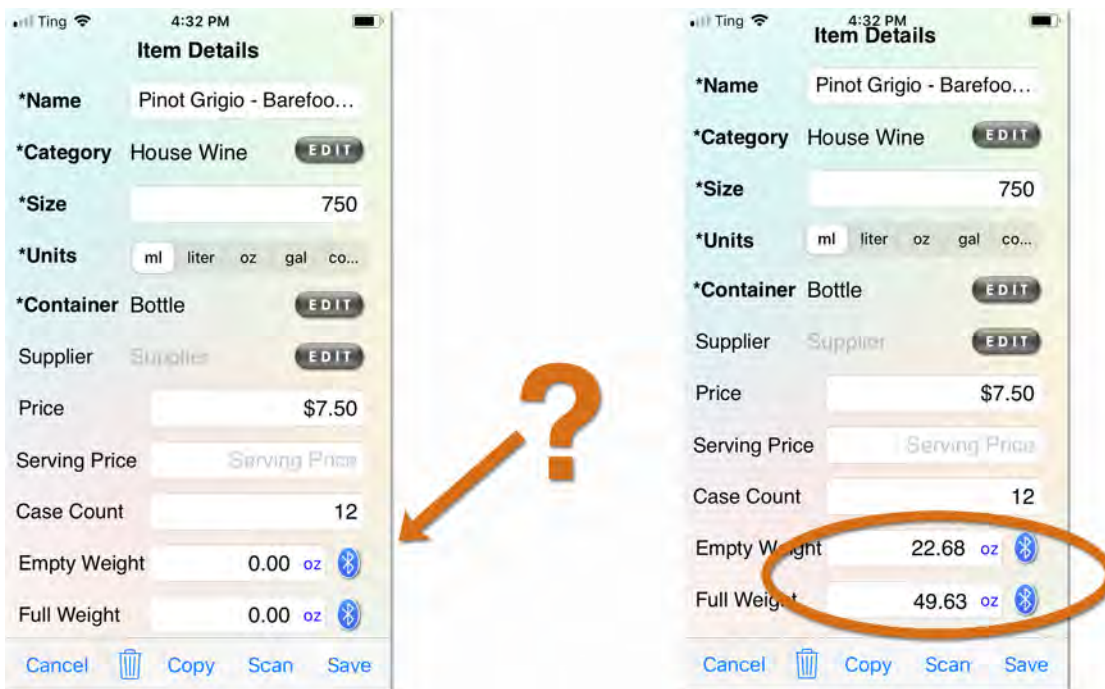 Ting 4:32 PM
Item Details
*Name Pinot Grigio - Barefoo...
*Category House Wine EDIT
*Size 750
*Units ml liter oz gal co...
*Container Bottle EDIT
Supplier Supplier EDIT
Price $7.50
Serving Price Serving Price
Case Count 12
Empty Weight 0.00 oz
Full Weight 0.00 oz
Cancel Copy Scan Save
?
Ting 4:32 PM
Item Details
*Name Pinot Grigio - Barefoo...
*Category House Wine EDIT
*Size 750
*Units ml liter oz gal co...
*Container Bottle EDIT
Supplier Supplier EDIT
Price $7.50
Serving Price Serving Price
Case Count 12
Empty Weight 22.68 oz
Full Weight 49.63 oz
Cancel Copy Scan Save